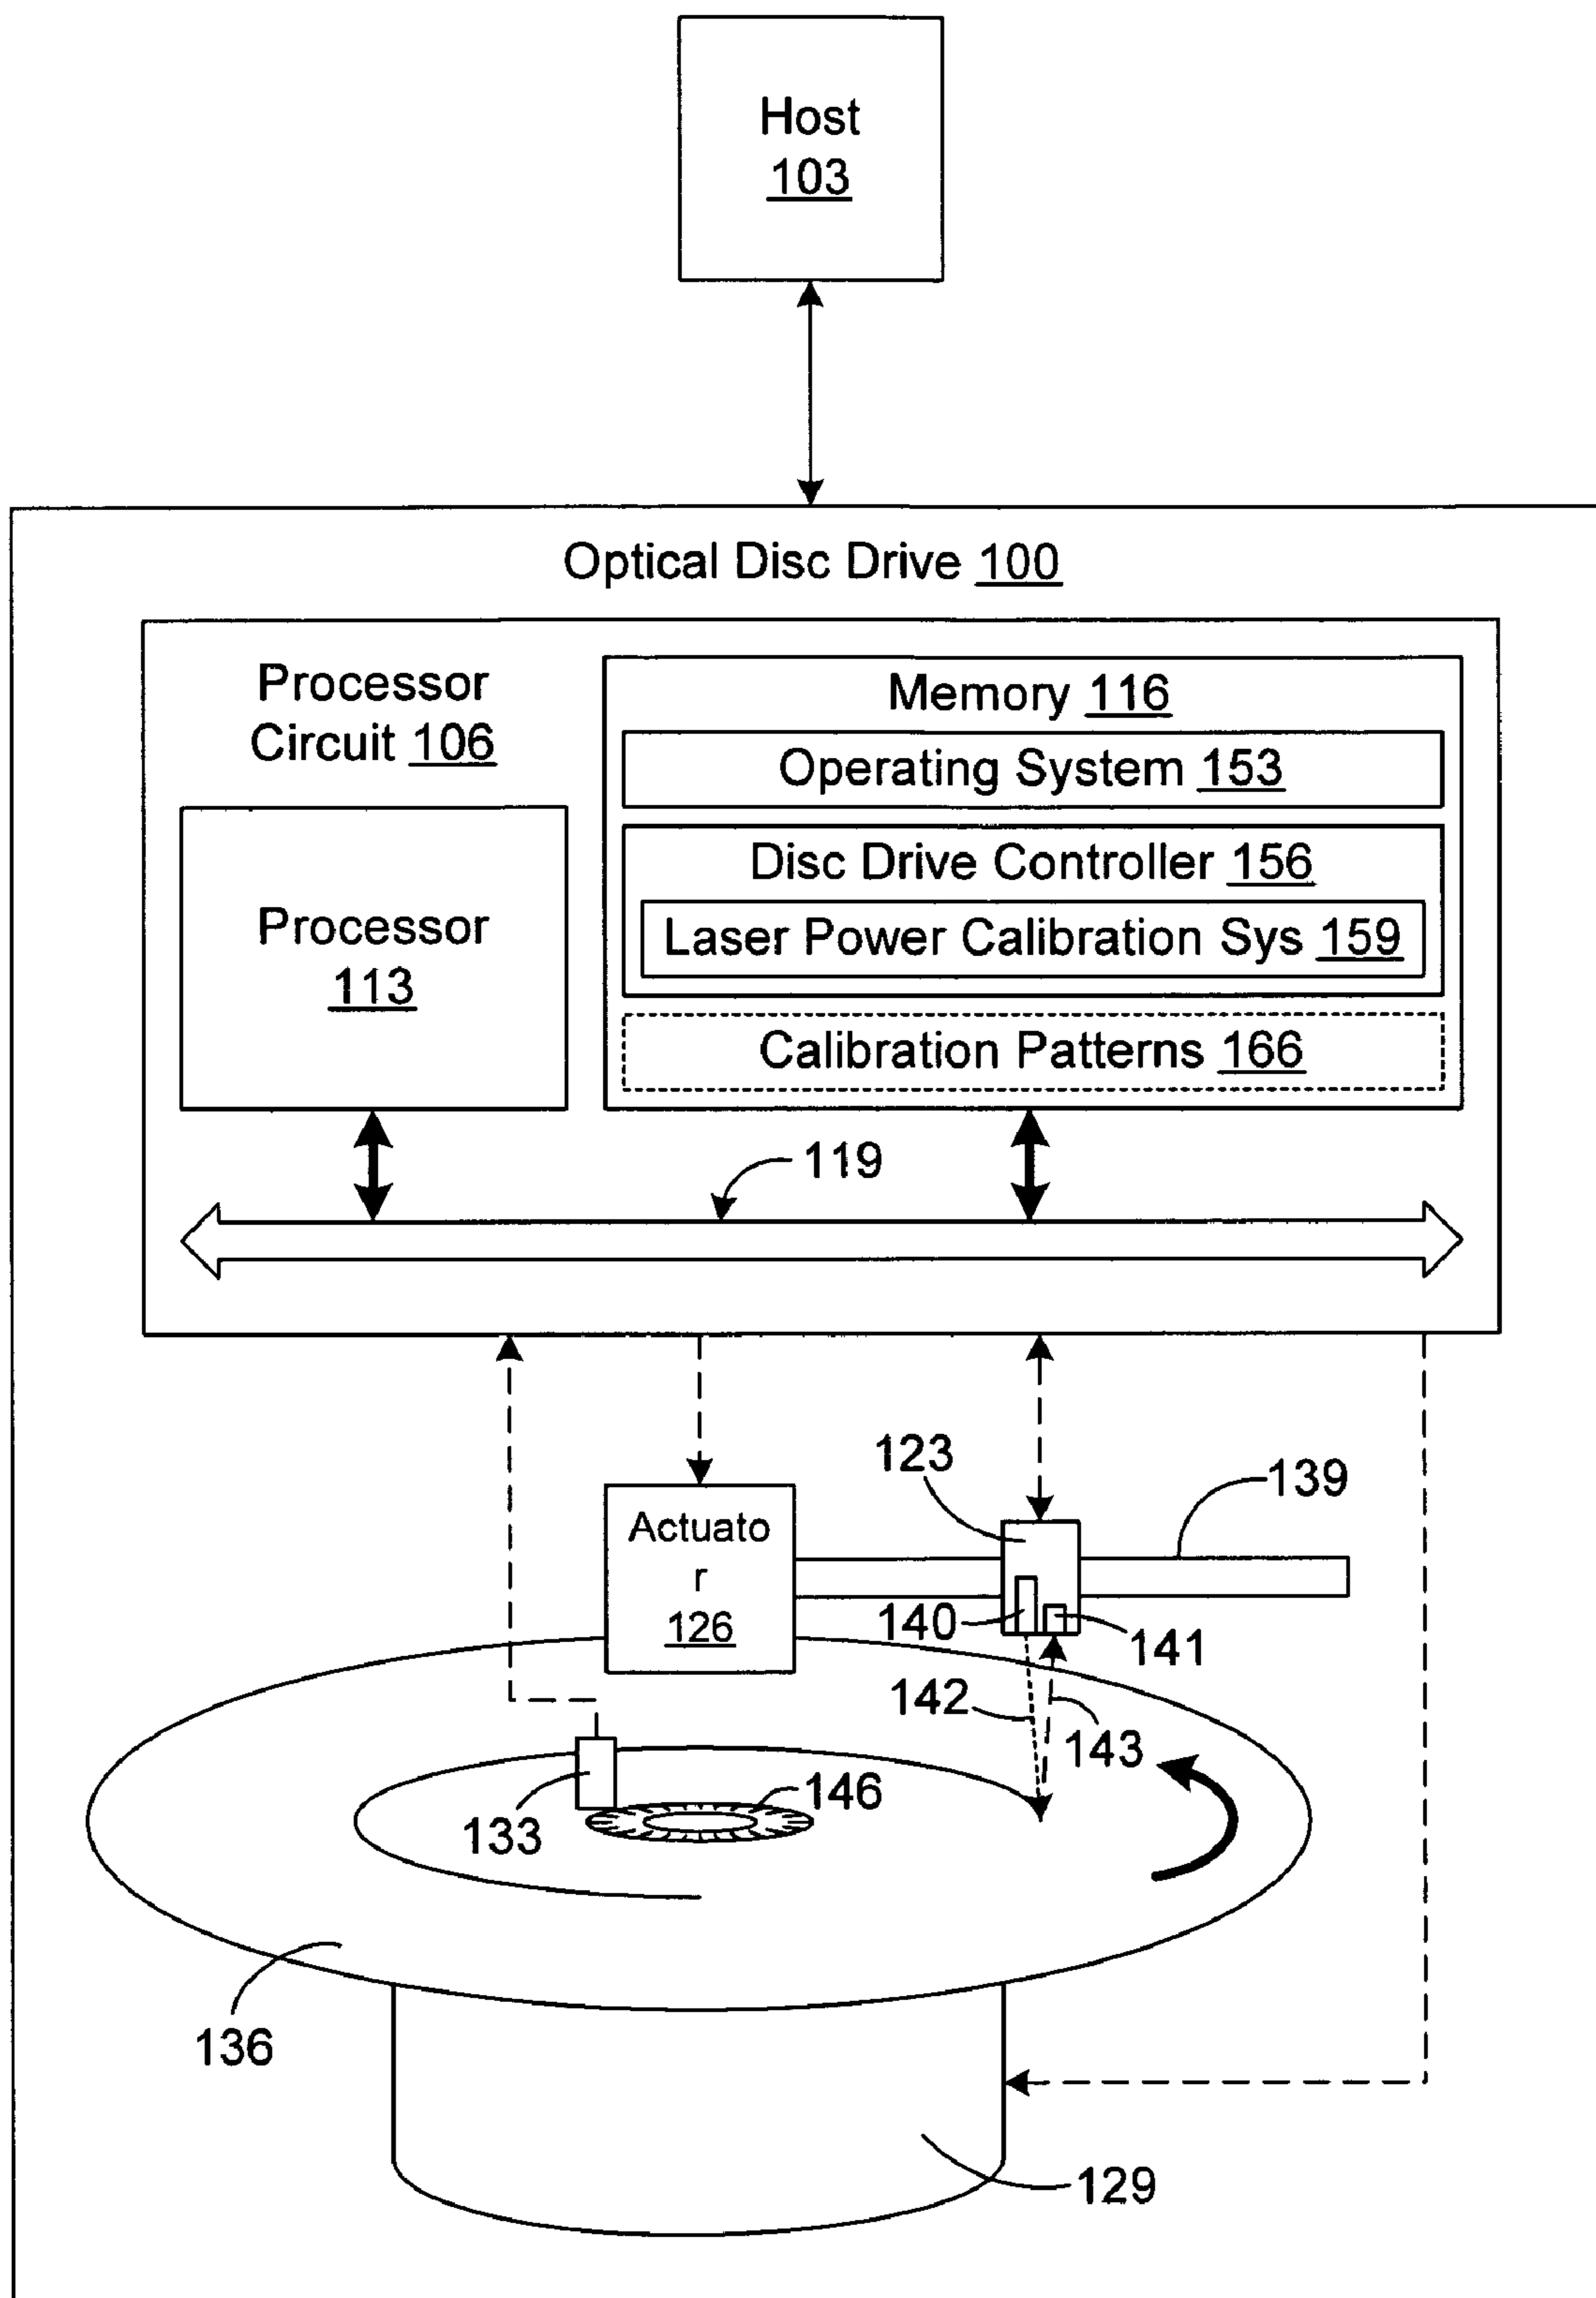 Host
103
Optical Disc Drive 100
Processor
Circuit 106
Memory 116
Operating System 153
Disc Drive Controller 156
Laser Power Calibration Sys 159
Calibration Patterns 166
Processor
113
119
123
139
Actuato
r
126
140
141
142
143
133
146
136
129